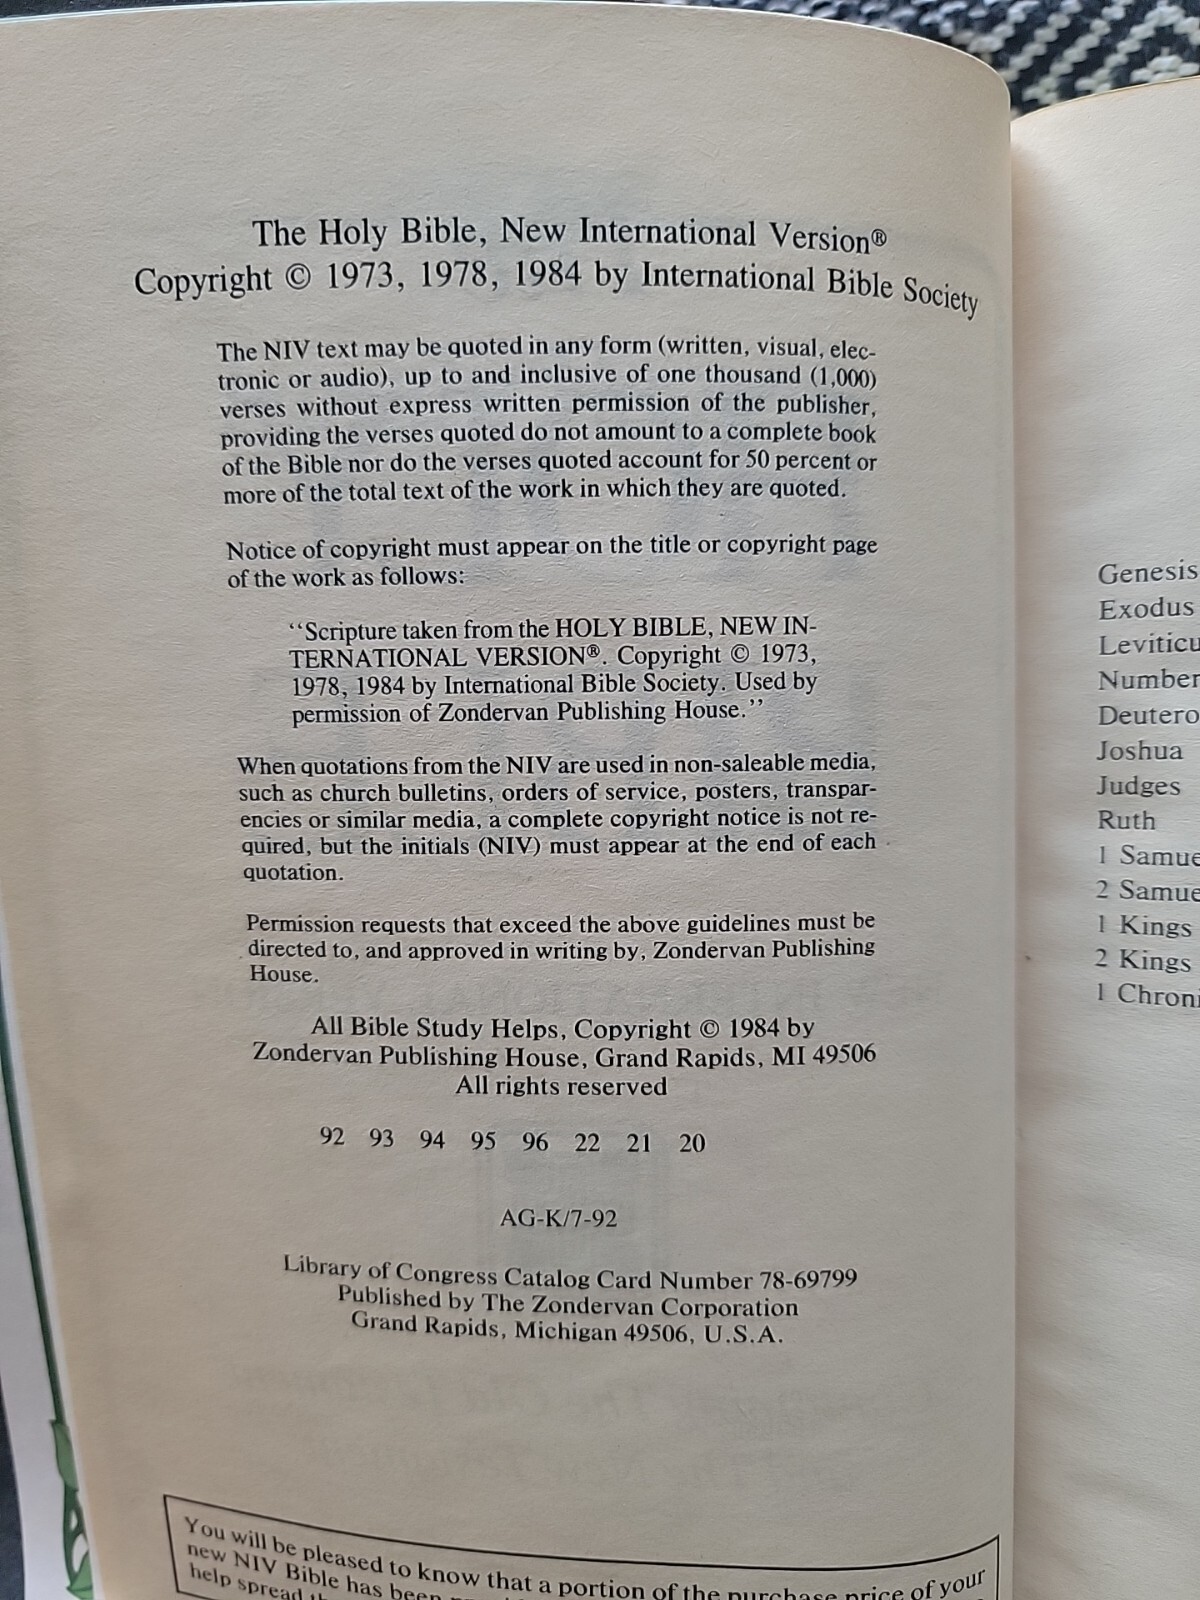 The Holy Bible, New International Version®
Copyright © 1973, 1978, 1984 by International Bible Society
The NIV text may be quoted in any form (written, visual, elec-
tronic or audio), up to and inclusive of one thousand (1,000)
verses without express written permission of the publisher,
providing the verses quoted do not amount to a complete book
of the Bible nor do the verses quoted account for 50 percent or
more of the total text of the work in which they are quoted.
Notice of copyright must appear on the title or copyright page
of the work as follows:
‘‘Scripture taken from the HOLY BIBLE, NEW IN-
TERNATIONAL VERSION®. Copyright © 1973,
1978, 1984 by International Bible Society. Used by
permission of Zondervan Publishing House.’’
When quotations from the NIV are used in non-saleable media,
such as church bulletins, orders of service, posters, transpar-
encies or similar media, a complete copyright notice is not re-
quired, but the initials (NIV) must appear at the end of each
quotation.
Permission requests that exceed the above guidelines must be
directed to, and approved in writing by, Zondervan Publishing
House.
All Bible Study Helps, Copyright © 1984 by
Zondervan Publishing House, Grand Rapids, MI 49506
All rights reserved
92 93 94 95 96 22 21 20
AG-K/7-92
Library of Congress Catalog Card Number 78-69799
Published by The Zondervan Corporation
Grand Rapids, Michigan 49506, U.S.A.
You will be pleased to know that a portion of the purchase price of your
new NIV Bible has been
help spread
Genesis
Exodus
Leviticu
Number
Deutero
Joshua
Judges
Ruth
1 Samue
2 Samue
1 Kings
2 Kings
1 Chroni